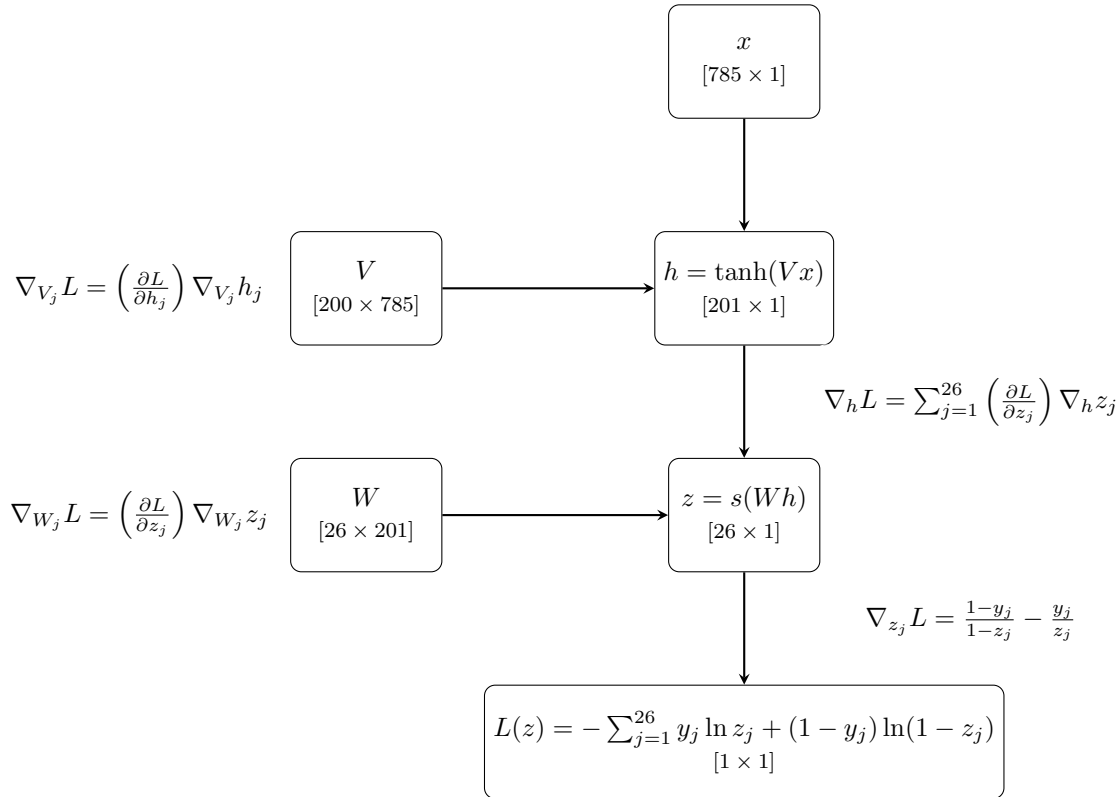 x
[785 × 1]
∇_{V_j} L = (∂L/∂h_j) ∇_{V_j} h_j
V
[200 × 785]
h = tanh(Vx)
[201 × 1]
∇_h L = ∑_{j=1}^{26} (∂L/∂z_j) ∇_h z_j
∇_{W_j} L = (∂L/∂z_j) ∇_{W_j} z_j
W
[26 × 201]
z = s(Wh)
[26 × 1]
∇_{z_j} L = (1−y_j)/(1−z_j) − y_j/z_j
L(z) = −∑_{j=1}^{26} y_j ln z_j + (1 − y_j) ln(1 − z_j)
[1 × 1]